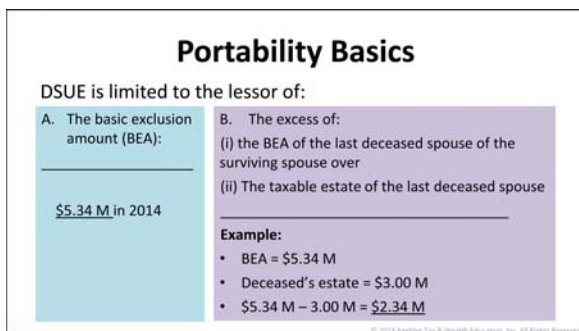 Portability Basics
DSUE is limited to the lessor of:
A. The basic exclusion
amount (BEA):
$5.34 M in 2014
B. The excess of:
(i) the BEA of the last deceased spouse of the
surviving spouse over
(ii) The taxable estate of the last deceased spouse
Example:
• BEA = $5.34 M
• Deceased's estate = $3.00 M
• $5.34 M – 3.00 M = $2.34 M